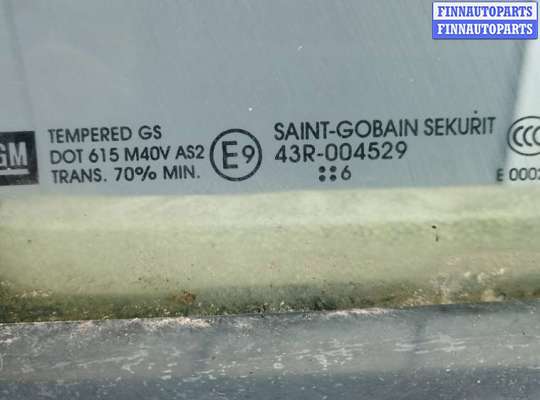 FINNAUTOPARTS
FINNAUTOPARTS
GM
TEMPERED GS
DOT 615 M40V AS2
TRANS. 70% MIN.
E9
SAINT-GOBAIN SEKURIT
43R-004529
6
CCC